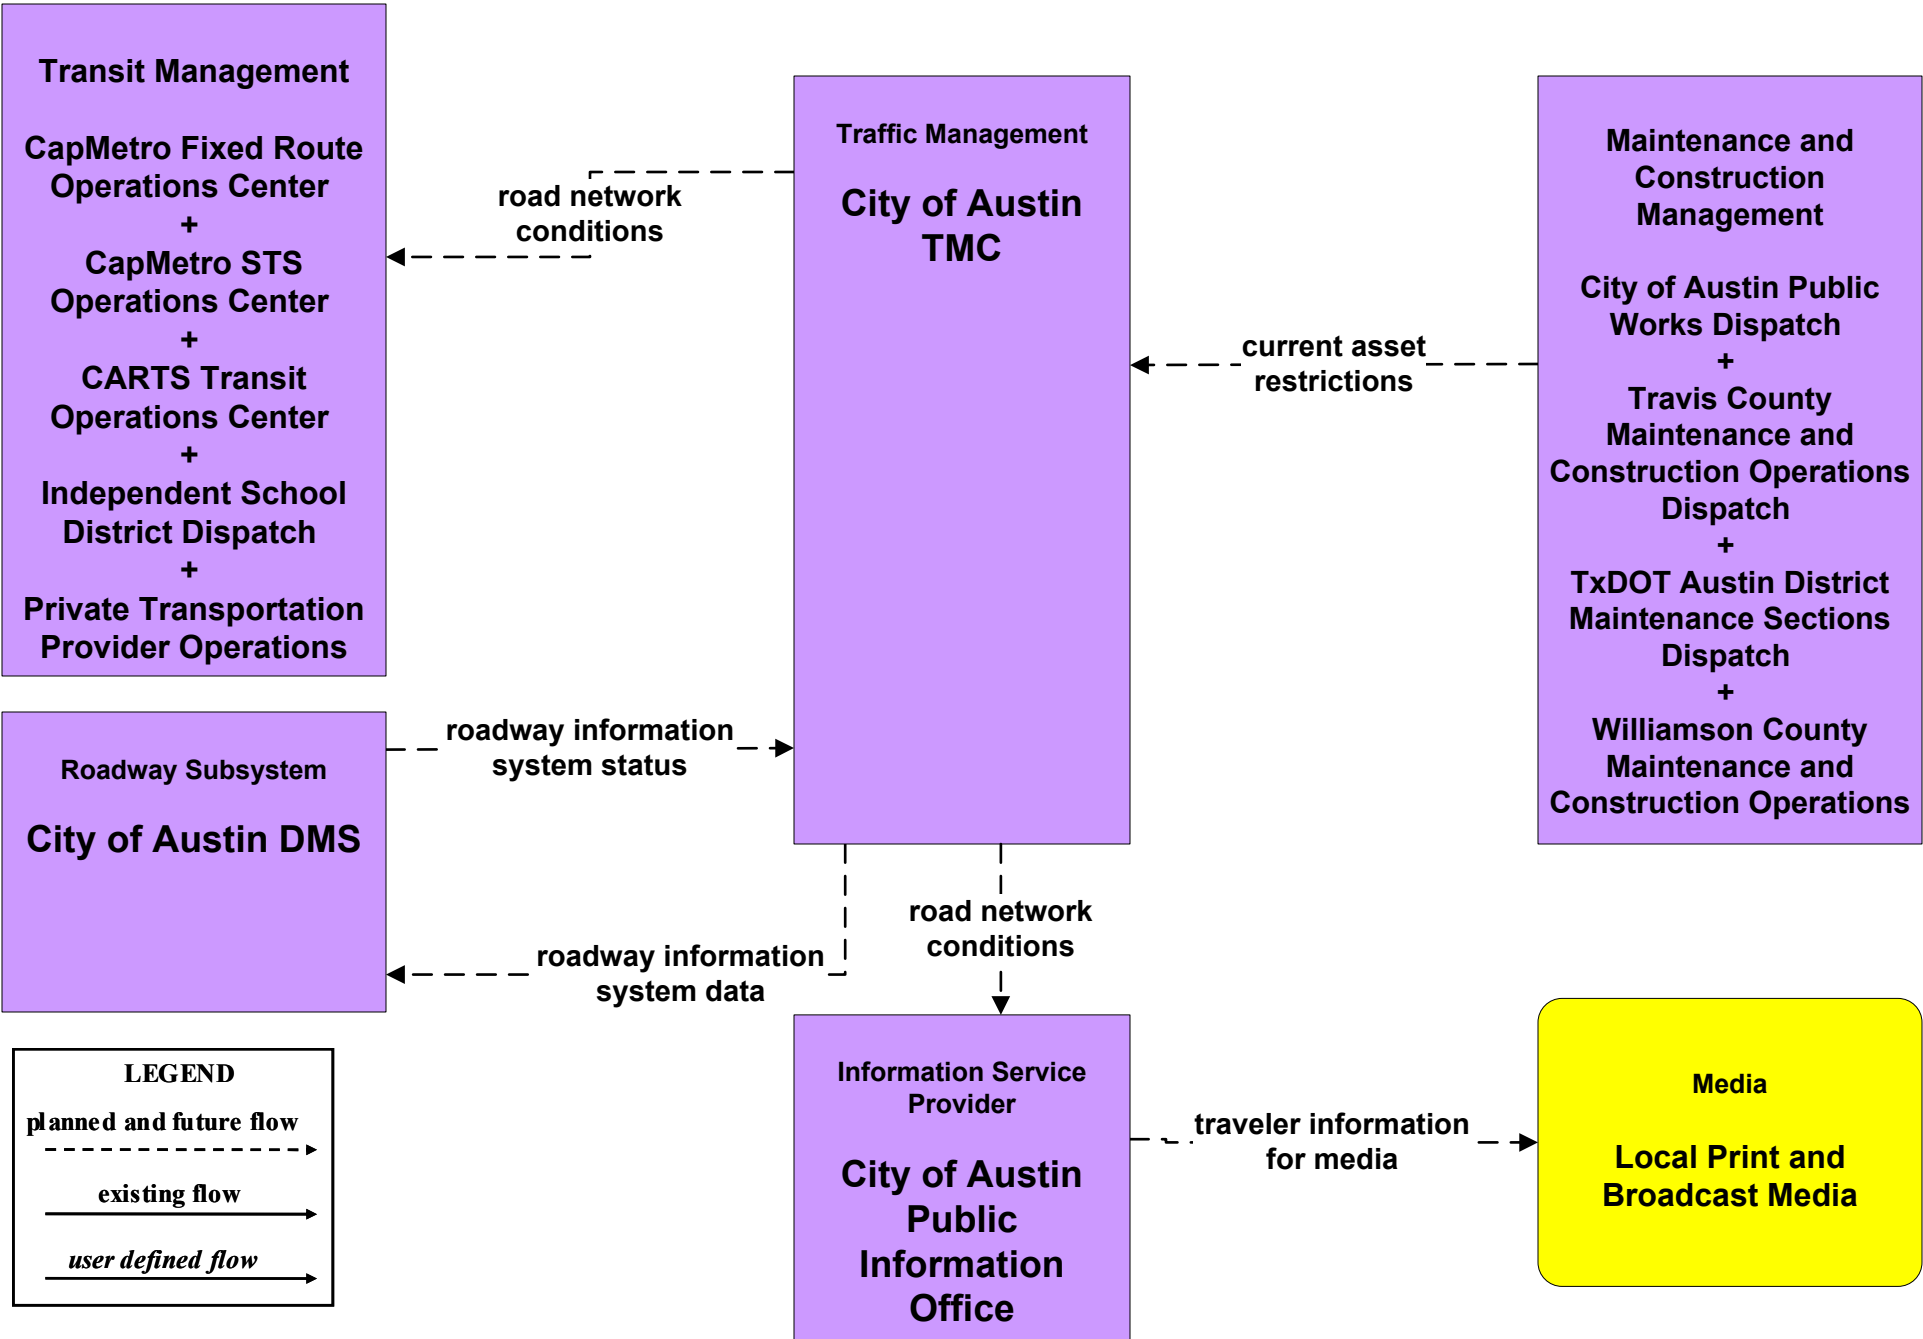 Transit Management
CapMetro Fixed Route
Operations Center
+
CapMetro STS
Operations Center
+
CARTS Transit
Operations Center
+
Independent School
District Dispatch
+
Private Transportation
Provider Operations
road network
conditions
Traffic Management
City of Austin
TMC
current asset
restrictions
Maintenance and
Construction
Management
City of Austin Public
Works Dispatch
+
Travis County
Maintenance and
Construction Operations
Dispatch
+
TxDOT Austin District
Maintenance Sections
Dispatch
+
Williamson County
Maintenance and
Construction Operations
Roadway Subsystem
City of Austin DMS
roadway information
system status
roadway information
system data
road network
conditions
LEGEND
planned and future flow
existing flow
user defined flow
Information Service
Provider
City of Austin
Public
Information
Office
traveler information
for media
Media
Local Print and
Broadcast Media